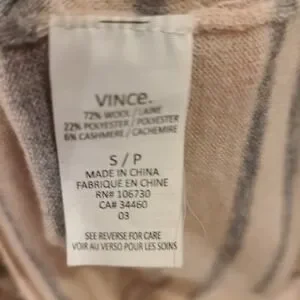 VINCE.
72% WOOL / LAINE
22% POLYESTER / POLYESTER
6% CASHMERE / CACHEMIRE
S / P
MADE IN CHINA
FABRIQUÉ EN CHINE
RN# 106730
CA# 34460
03
SEE REVERSE FOR CARE
VOIR AU VERSO POUR LES SOINS